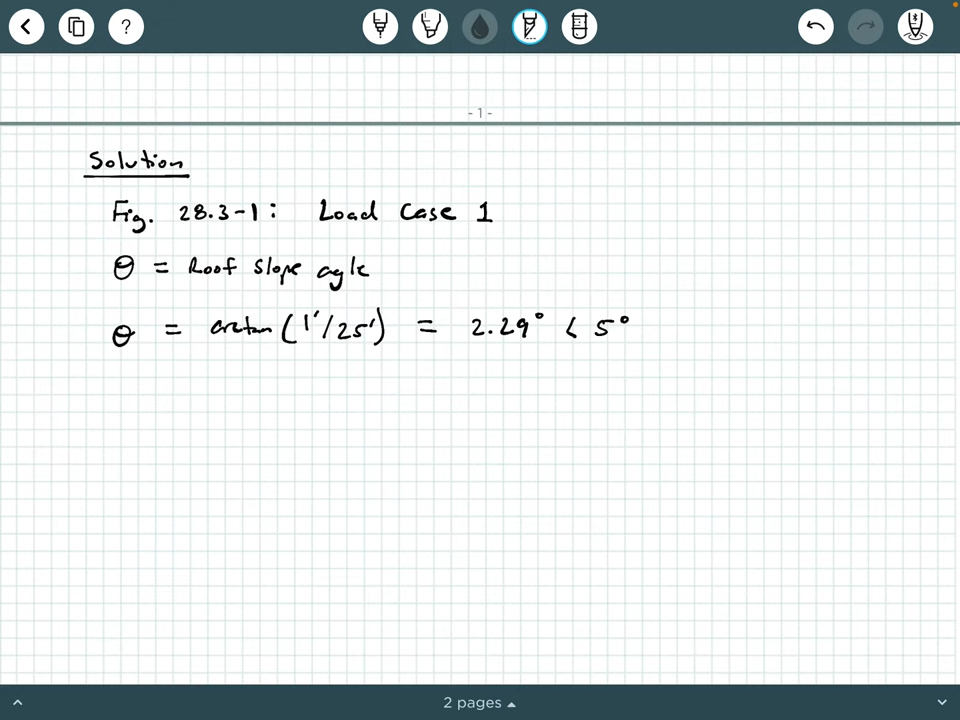 ?
- 1 -
Solution
Fig. 28.3-1: Load Case 1
θ = Roof slope agle
θ = arctan(1'/25') = 2.29° < 5°
2 pages